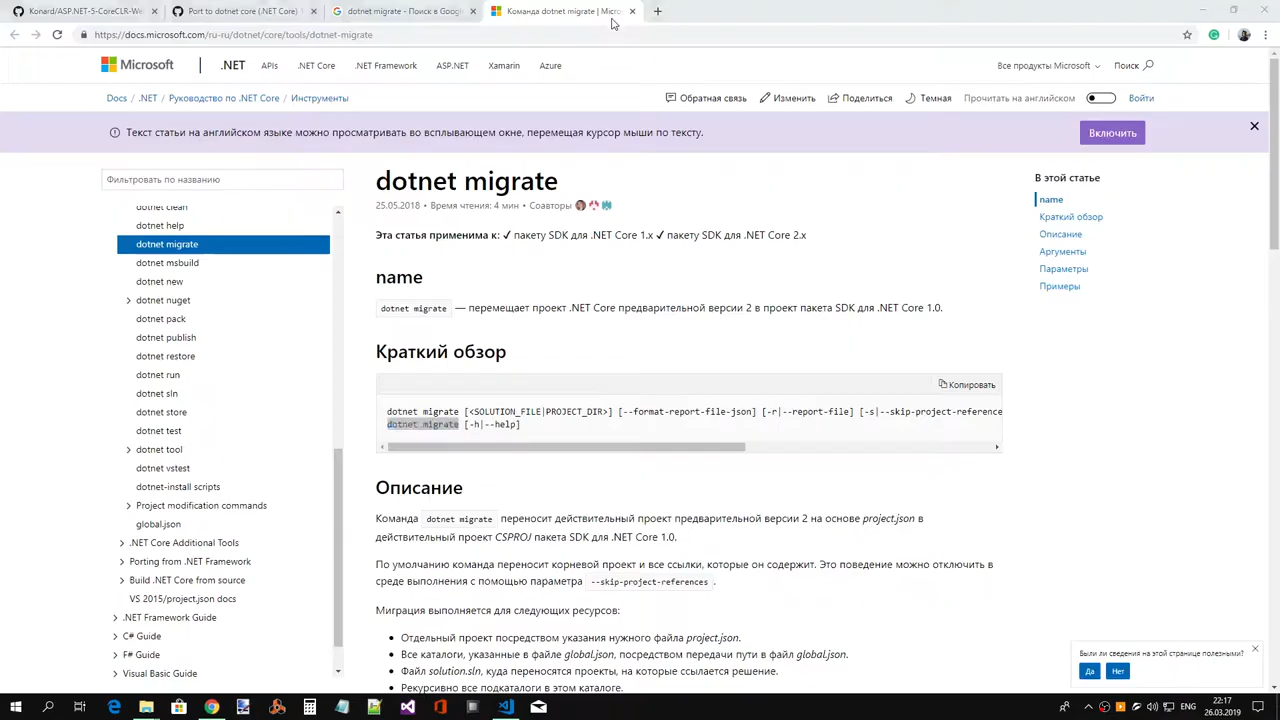 Konard/ASP.NET-5-CoreCLR-We
Port to dotnet core (.NET Core)
dotnet migrate - Поиск в Googl
Команда dotnet migrate | Micro
https://docs.microsoft.com/ru-ru/dotnet/core/tools/dotnet-migrate
Microsoft
.NET
APIs
.NET Core
.NET Framework
ASP.NET
Xamarin
Azure
Все продукты Microsoft
Поиск
Docs / .NET / Руководство по .NET Core / Инструменты
Обратная связь
Изменить
Поделиться
Темная
Прочитать на английском
Войти
Текст статьи на английском языке можно просматривать во всплывающем окне, перемещая курсор мыши по тексту.
Включить
Фильтровать по названию
dotnet clean
dotnet help
dotnet migrate
dotnet msbuild
dotnet new
dotnet nuget
dotnet pack
dotnet publish
dotnet restore
dotnet run
dotnet sln
dotnet store
dotnet test
dotnet tool
dotnet vstest
dotnet-install scripts
Project modification commands
global.json
.NET Core Additional Tools
Porting from .NET Framework
Build .NET Core from source
VS 2015/project.json docs
.NET Framework Guide
C# Guide
F# Guide
Visual Basic Guide
dotnet migrate
25.05.2018 • Время чтения: 4 мин • Соавторы
Эта статья применима к: ✓ пакету SDK для .NET Core 1.x ✓ пакету SDK для .NET Core 2.x
name
dotnet migrate — перемещает проект .NET Core предварительной версии 2 в проект пакета SDK для .NET Core 1.0.
Краткий обзор
Копировать
dotnet migrate [<SOLUTION_FILE|PROJECT_DIR>] [--format-report-file-json] [-r|--report-file] [-s|--skip-project-reference
dotnet migrate [-h|--help]
Описание
Команда dotnet migrate переносит действительный проект предварительной версии 2 на основе project.json в
действительный проект CSPROJ пакета SDK для .NET Core 1.0.
По умолчанию команда переносит корневой проект и все ссылки, которые он содержит. Это поведение можно отключить в
среде выполнения с помощью параметра --skip-project-references .
Миграция выполняется для следующих ресурсов:
• Отдельный проект посредством указания нужного файла project.json.
• Все каталоги, указанные в файле global.json, посредством передачи пути в файл global.json.
• Файл solution.sln, куда переносятся проекты, на которые ссылается решение.
• Рекурсивно все подкаталоги в этом каталоге.
В этой статье
name
Краткий обзор
Описание
Аргументы
Параметры
Примеры
Были ли сведения на этой странице полезными?
Да
Нет
ENG
22:17
26.03.2019